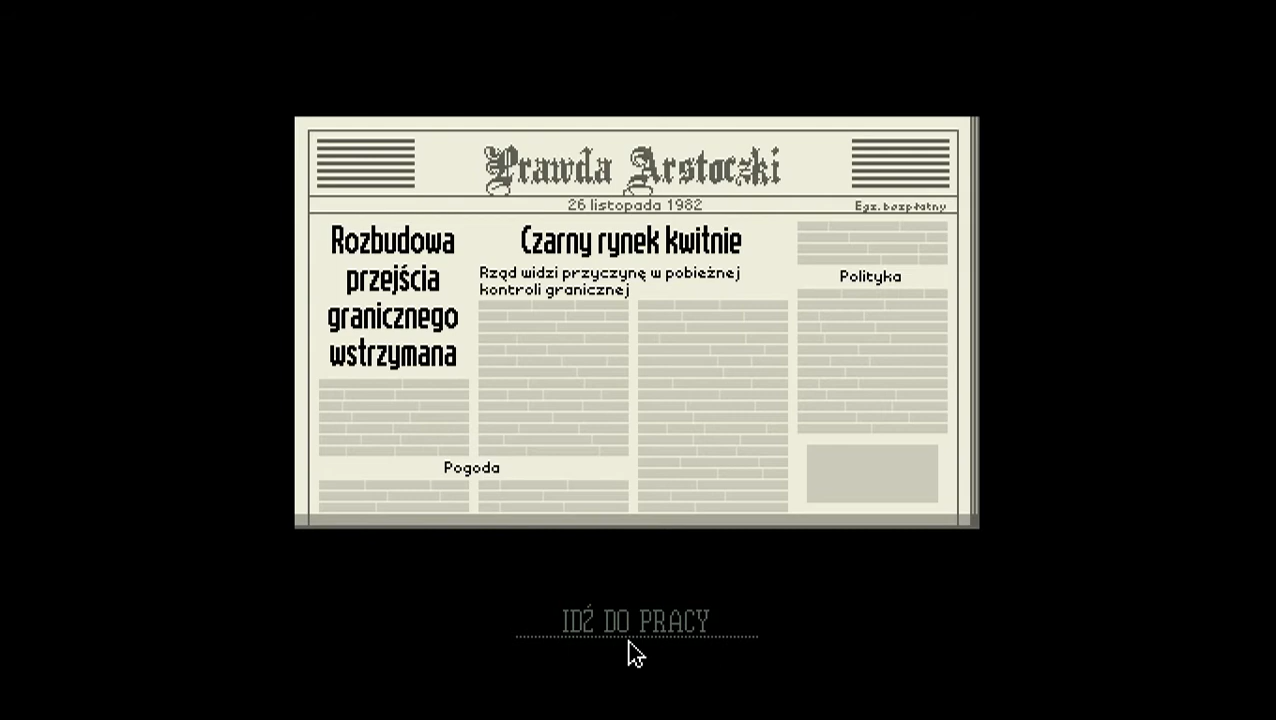 Prawda Arstoczki
26 listopada 1982
Egz. bezpłatny
Rozbudowa
przejścia
granicznego
wstrzymana
Czarny rynek kwitnie
Rząd widzi przyczynę w pobieżnej
kontroli granicznej
Polityka
Pogoda
IDŹ DO PRACY